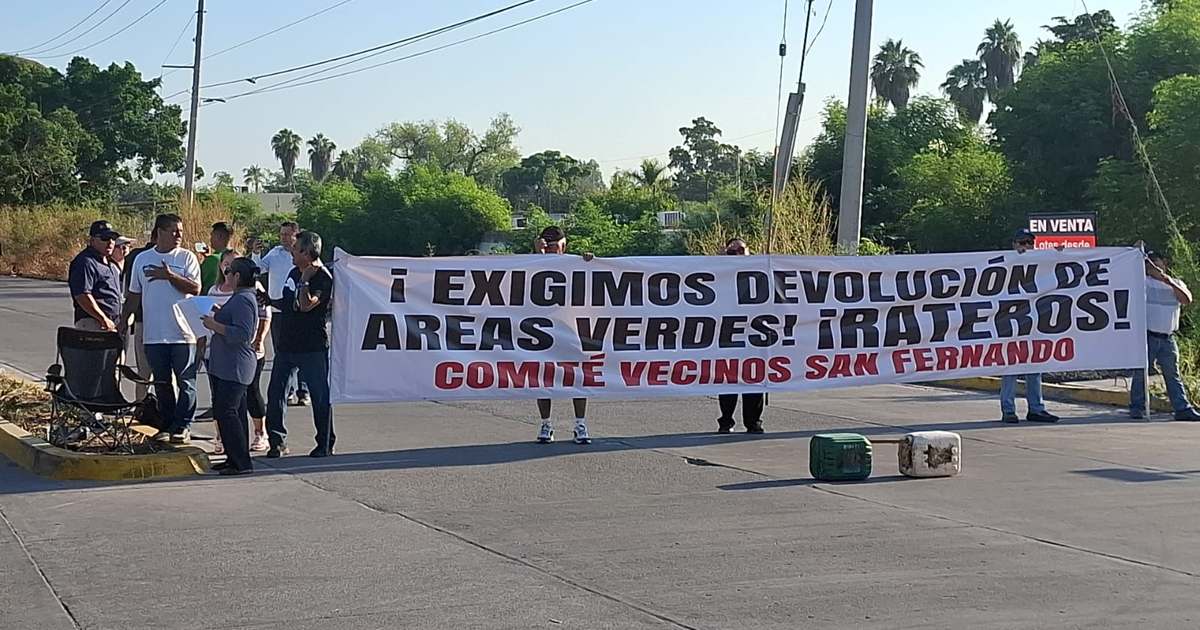 ¡ EXIGIMOS DEVOLUCIÓN DE
AREAS VERDES! ¡RATEROS!
COMITÉ VECINOS SAN FERNANDO
EN VENTA
Lotes desde